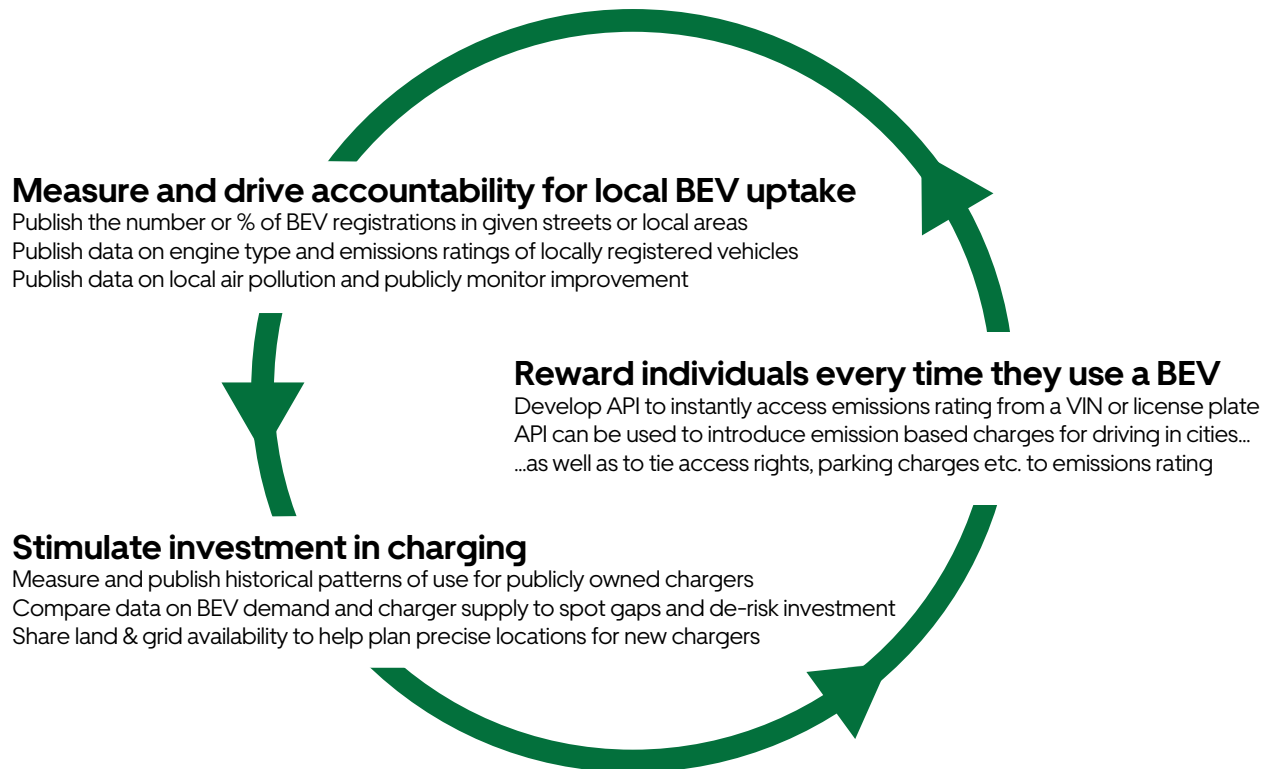 Measure and drive accountability for local BEV uptake
Publish the number or % of BEV registrations in given streets or local areas
Publish data on engine type and emissions ratings of locally registered vehicles
Publish data on local air pollution and publicly monitor improvement
Reward individuals every time they use a BEV
Develop API to instantly access emissions rating from a VIN or license plate
API can be used to introduce emission based charges for driving in cities...
...as well as to tie access rights, parking charges etc. to emissions rating
Stimulate investment in charging
Measure and publish historical patterns of use for publicly owned chargers
Compare data on BEV demand and charger supply to spot gaps and de-risk investment
Share land & grid availability to help plan precise locations for new chargers